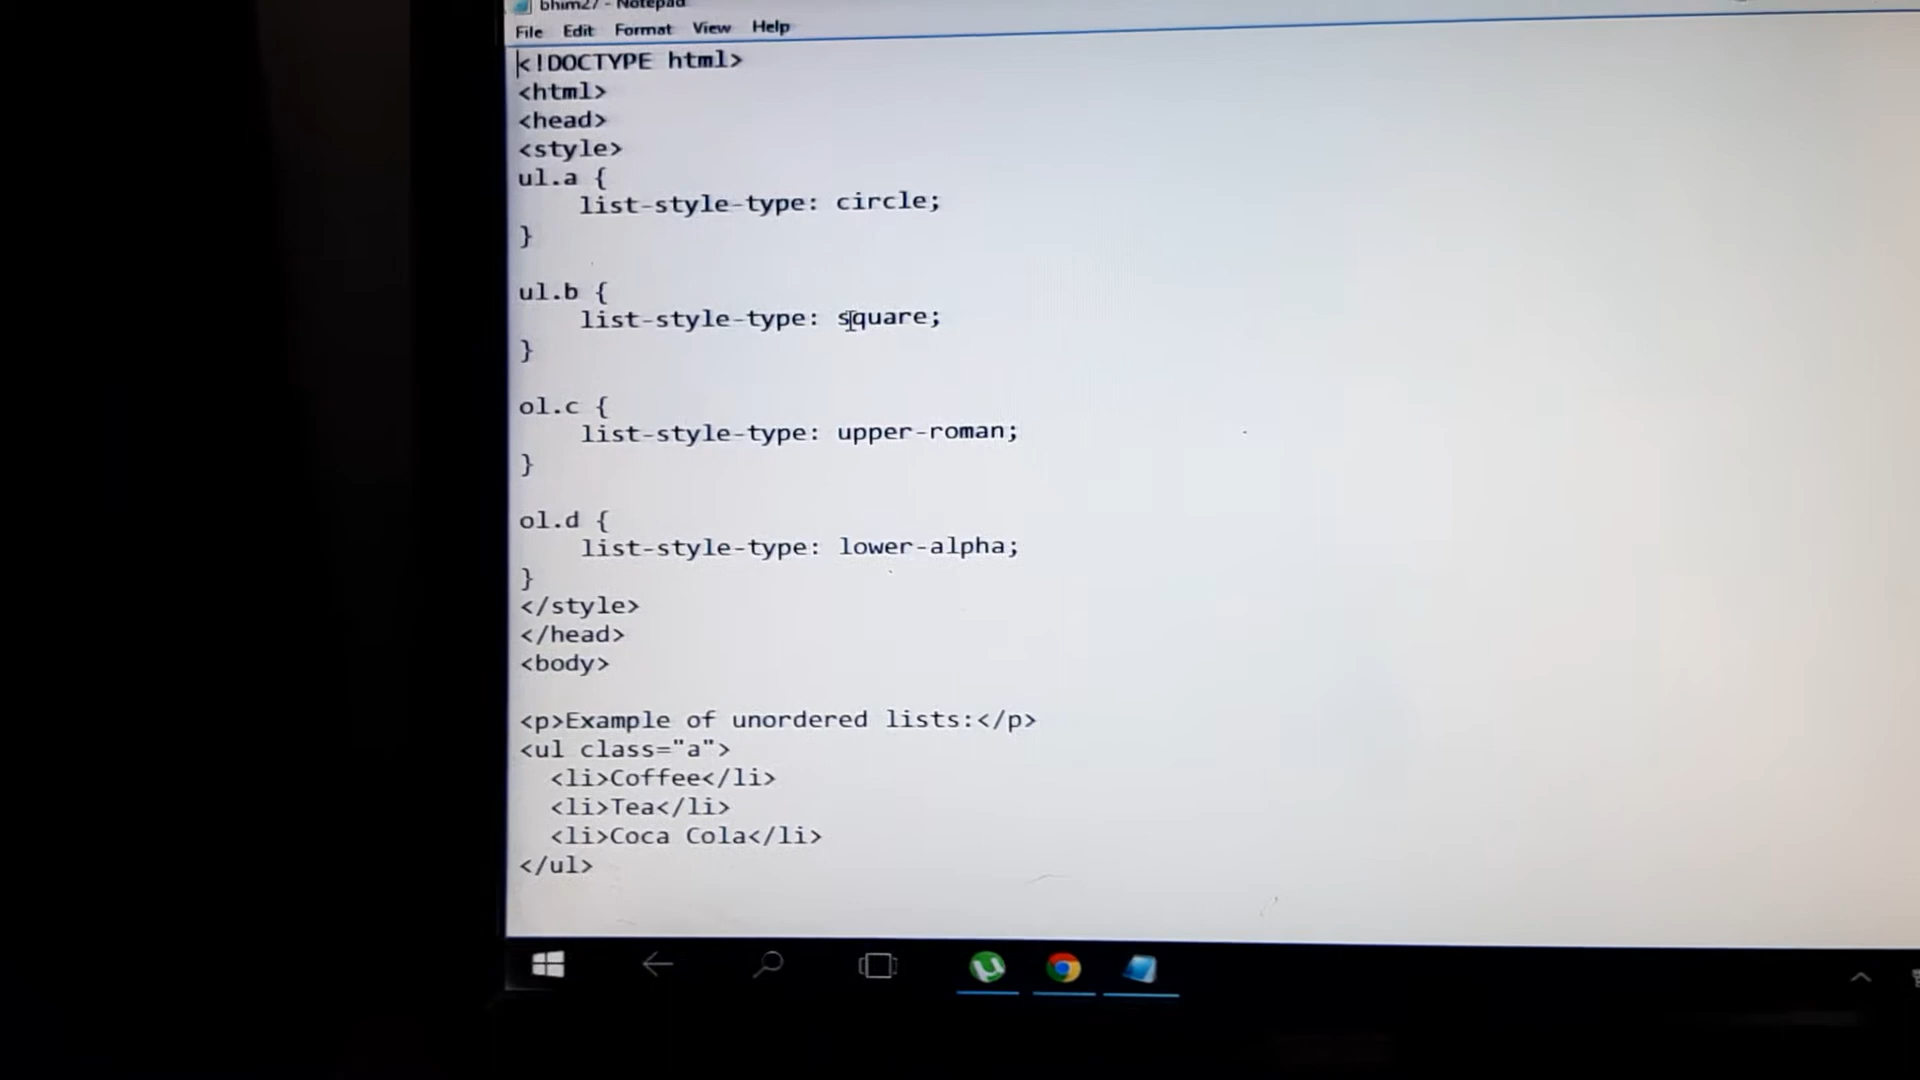 bhim27 - Notepad
File Edit Format View Help
<!DOCTYPE html>
<html>
<head>
<style>
ul.a {
    list-style-type: circle;
}

ul.b {
    list-style-type: square;
}

ol.c {
    list-style-type: upper-roman;
}

ol.d {
    list-style-type: lower-alpha;
}
</style>
</head>
<body>

<p>Example of unordered lists:</p>
<ul class="a">
  <li>Coffee</li>
  <li>Tea</li>
  <li>Coca Cola</li>
</ul>